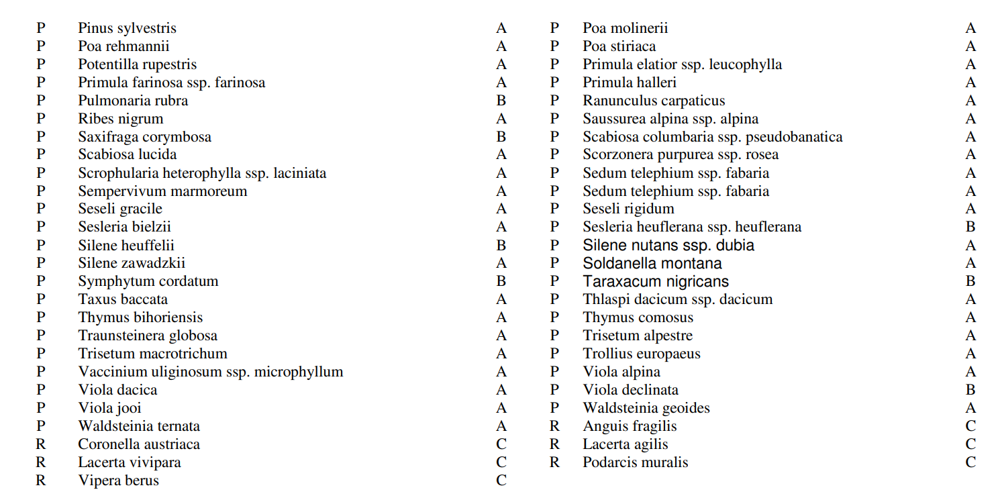 P Pinus sylvestris A P Poa molinerii A
P Poa rehmannii A P Poa stiriaca A
P Potentilla rupestris A P Primula elatior ssp. leucophylla A
P Primula farinosa ssp. farinosa A P Primula halleri A
P Pulmonaria rubra B P Ranunculus carpaticus A
P Ribes nigrum A P Saussurea alpina ssp. alpina A
P Saxifraga corymbosa B P Scabiosa columbaria ssp. pseudobanatica A
P Scabiosa lucida A P Scorzonera purpurea ssp. rosea A
P Scrophularia heterophylla ssp. laciniata A P Sedum telephium ssp. fabaria A
P Sempervivum marmoreum A P Sedum telephium ssp. fabaria A
P Seseli gracile A P Seseli rigidum A
P Sesleria bielzii A P Sesleria heuflerana ssp. heuflerana B
P Silene heuffelii B P Silene nutans ssp. dubia A
P Silene zawadzkii A P Soldanella montana A
P Symphytum cordatum B P Taraxacum nigricans B
P Taxus baccata A P Thlaspi dacicum ssp. dacicum A
P Thymus bihoriensis A P Thymus comosus A
P Traunsteinera globosa A P Trisetum alpestre A
P Trisetum macrotrichum A P Trollius europaeus A
P Vaccinium uliginosum ssp. microphyllum A P Viola alpina A
P Viola dacica A P Viola declinata B
P Viola jooi A P Waldsteinia geoides A
P Waldsteinia ternata A R Anguis fragilis C
R Coronella austriaca C R Lacerta agilis C
R Lacerta vivipara C R Podarcis muralis C
R Vipera berus C